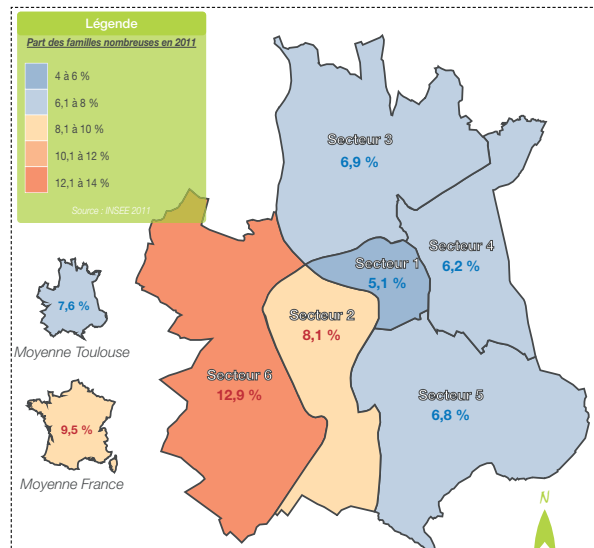 Légende
Part des familles nombreuses en 2011
4 à 6 %
6,1 à 8 %
8,1 à 10 %
10,1 à 12 %
12,1 à 14 %
Source : INSEE 2011
Secteur 3
6,9 %
Secteur 4
6,2 %
Secteur 1
5,1 %
Secteur 2
8,1 %
Secteur 6
12,9 %
Secteur 5
6,8 %
7,6 %
Moyenne Toulouse
9,5 %
Moyenne France
N